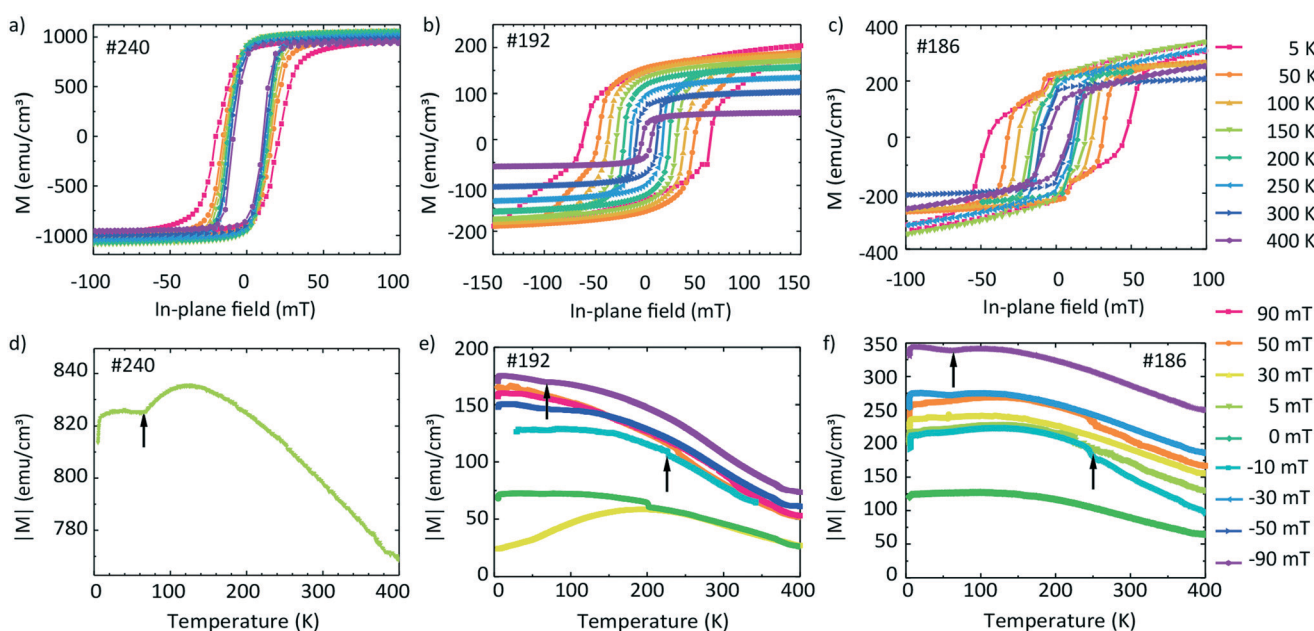 a)
#240
M (emu/cm³)
1000
500
0
-500
-1000
-100
-50
0
50
100
In-plane field (mT)
b)
#192
M (emu/cm³)
200
100
0
-100
-200
-150
-100
-50
0
50
100
150
In-plane field (mT)
c)
#186
M (emu/cm³)
400
200
0
-200
-400
-100
-50
0
50
100
In-plane field (mT)
5 K
50 K
100 K
150 K
200 K
250 K
300 K
400 K
d)
#240
|M| (emu/cm³)
840
820
800
780
0
100
200
300
400
Temperature (K)
e)
#192
|M| (emu/cm³)
200
150
100
50
0
0
100
200
300
400
Temperature (K)
f)
#186
|M| (emu/cm³)
350
300
250
200
150
100
50
0
0
100
200
300
400
Temperature (K)
90 mT
50 mT
30 mT
5 mT
0 mT
-10 mT
-30 mT
-50 mT
-90 mT